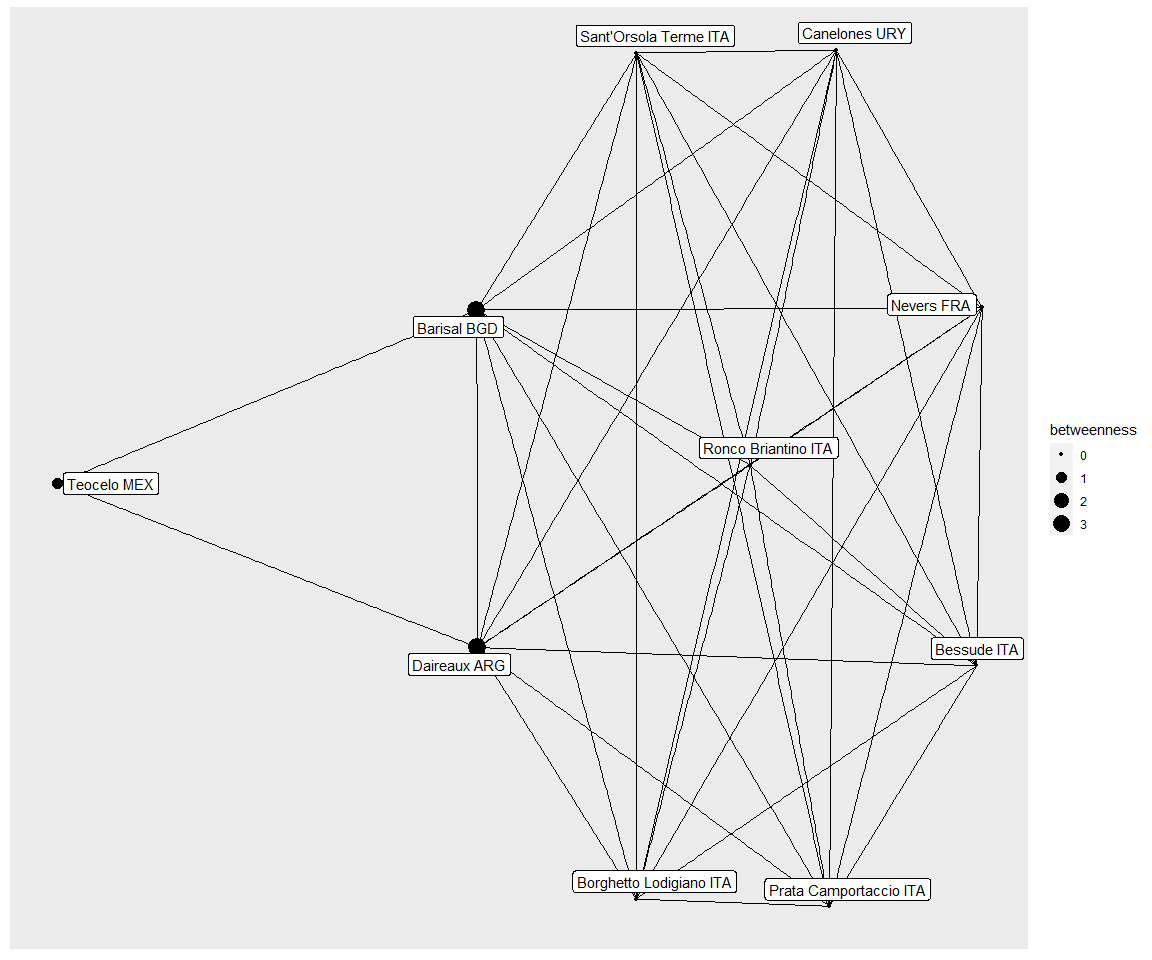 Sant'Orsola Terme ITA
Canelones URY
Nevers FRA
Barisal BGD
Ronco Briantino ITA
Teocelo MEX
Bessude ITA
Daireaux ARG
Borghetto Lodigiano ITA
Prata Camportaccio ITA
betweenness
0
1
2
3